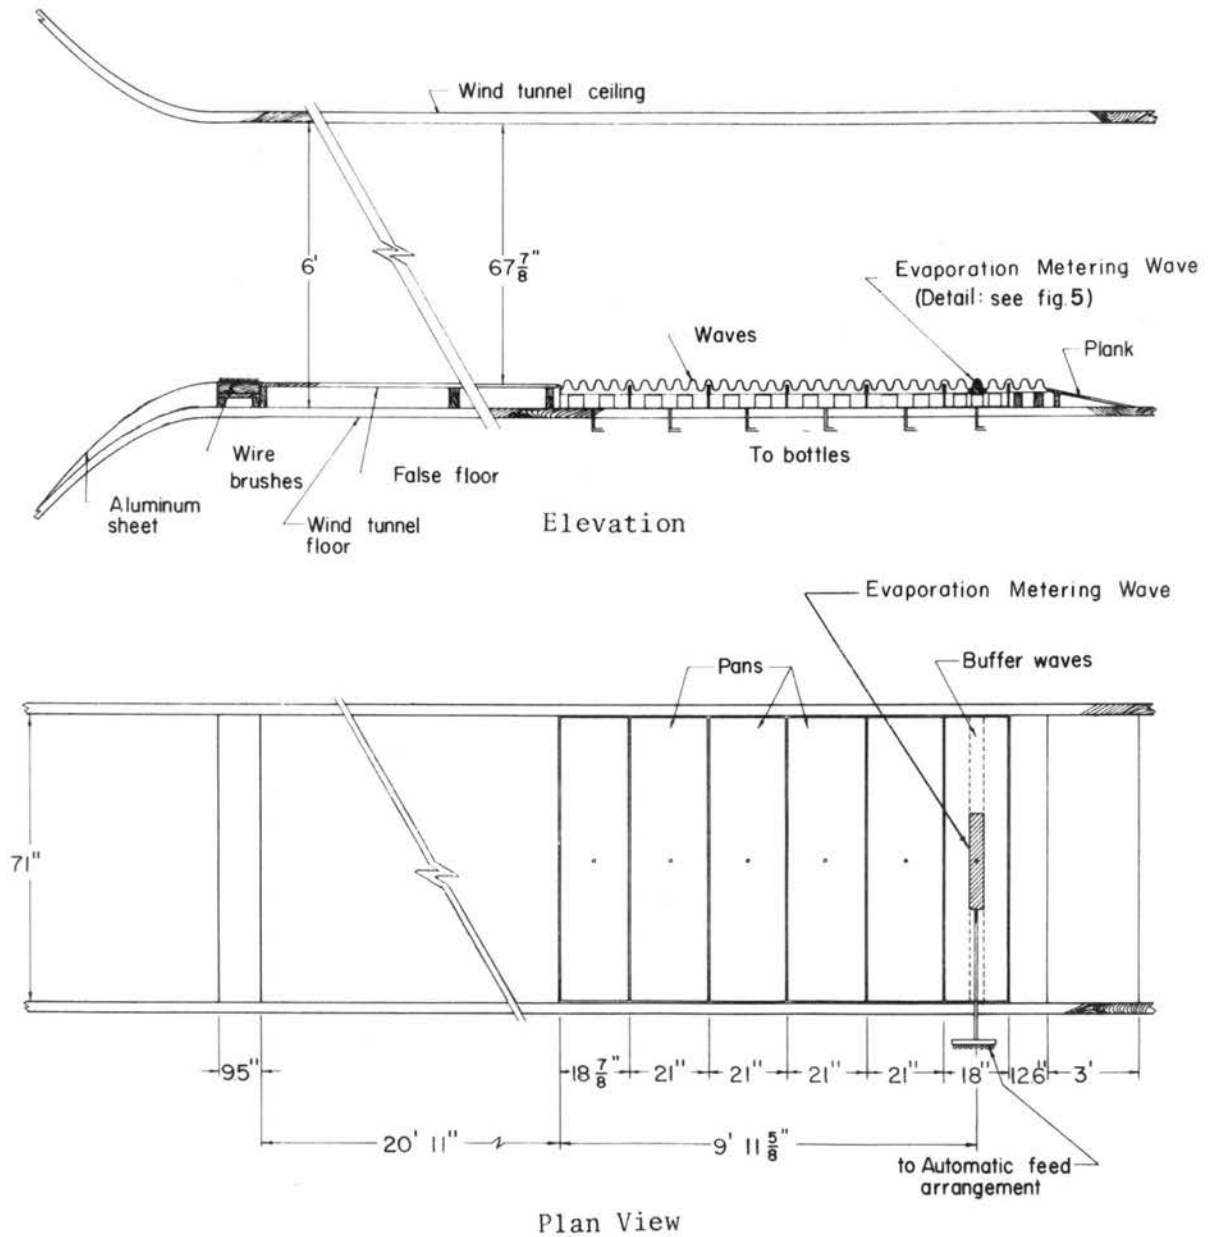 Wind tunnel ceiling
6'
67 7/8"
Evaporation Metering Wave
(Detail: see fig. 5)
Waves
Plank
Wire
brushes
False floor
To bottles
Aluminum
sheet
Wind tunnel
floor
Elevation
Evaporation Metering Wave
Pans
Buffer waves
71"
9.5"
18 7/8"
21"
21"
21"
21"
18"
12.6"
3'
20' 11"
9' 11 5/8"
to Automatic feed
arrangement
Plan View